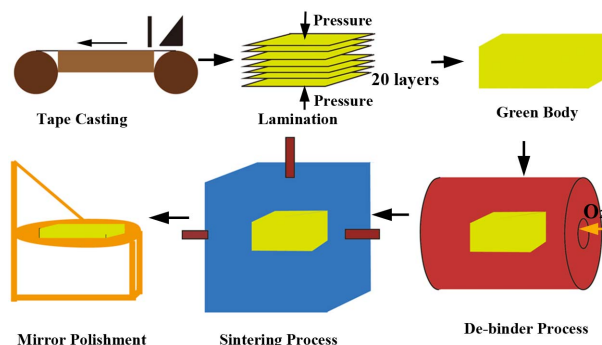 Pressure
20 layers
Pressure
Tape Casting
Lamination
Green Body
O
Mirror Polishment
Sintering Process
De-binder Process